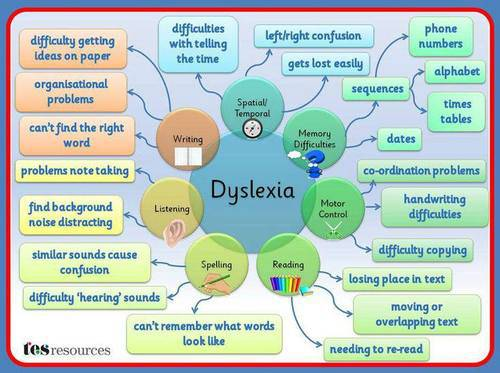 difficulty getting
ideas on paper
organisational
problems
can't find the right
word
problems note taking
find background
noise distracting
similar sounds cause
confusion
difficulty 'hearing' sounds
can't remember what words
look like
difficulties
with telling
the time
left/right confusion
gets lost easily
sequences
phone
numbers
alphabet
times
tables
dates
co-ordination problems
handwriting
difficulties
difficulty copying
losing place in text
moving or
overlapping text
needing to re-read
Spatial/
Temporal
Memory
Difficulties
Motor
Control
Reading
Spelling
Listening
Writing
Dyslexia
tes resources